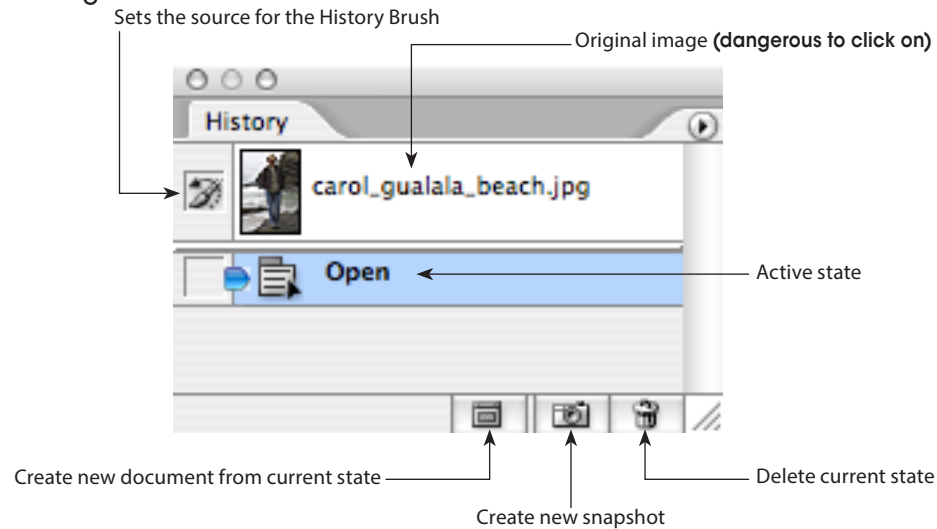 Sets the source for the History Brush
Original image (dangerous to click on)
History
carol_gualala_beach.jpg
Open
Active state
Create new document from current state
Delete current state
Create new snapshot